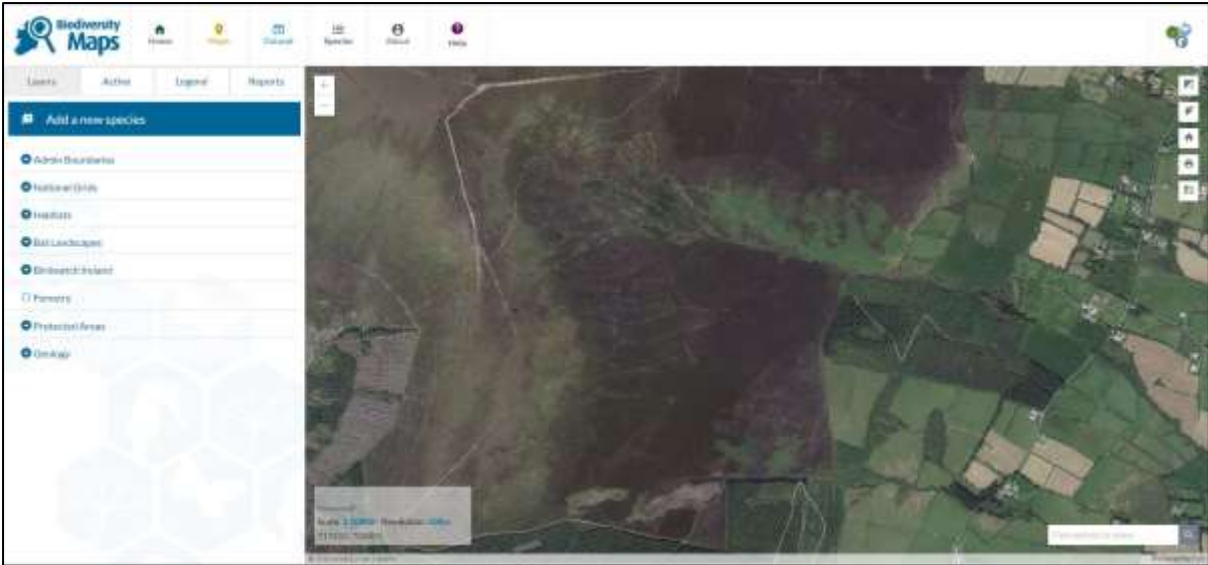 Biodiversity
Maps
Home
Maps
Dataset
Species
About
Help
Layers Active Legend Reports
Add a new species
Admin Boundaries
National Grids
Habitats
Bat Landscapes
Birdwatch Ireland
Forestry
Protected Areas
Geology